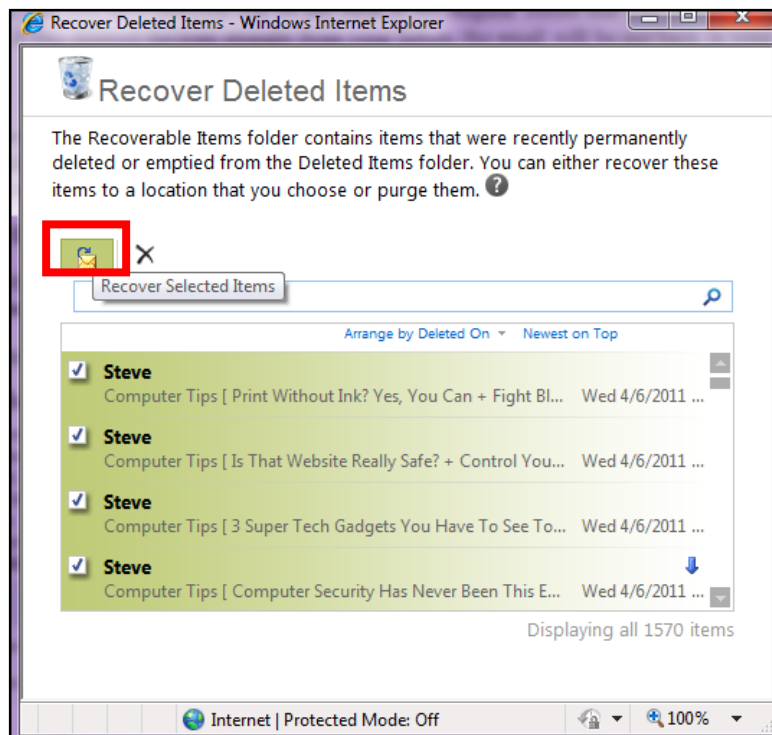 Recover Deleted Items - Windows Internet Explorer
Recover Deleted Items
The Recoverable Items folder contains items that were recently permanently
deleted or emptied from the Deleted Items folder. You can either recover these
items to a location that you choose or purge them.
Recover Selected Items
Arrange by Deleted On Newest on Top
Steve
Computer Tips [ Print Without Ink? Yes, You Can + Fight Bl... Wed 4/6/2011 ...
Steve
Computer Tips [ Is That Website Really Safe? + Control You... Wed 4/6/2011 ...
Steve
Computer Tips [ 3 Super Tech Gadgets You Have To See To... Wed 4/6/2011 ...
Steve
Computer Tips [ Computer Security Has Never Been This E... Wed 4/6/2011 ...
Displaying all 1570 items
Internet | Protected Mode: Off 100%